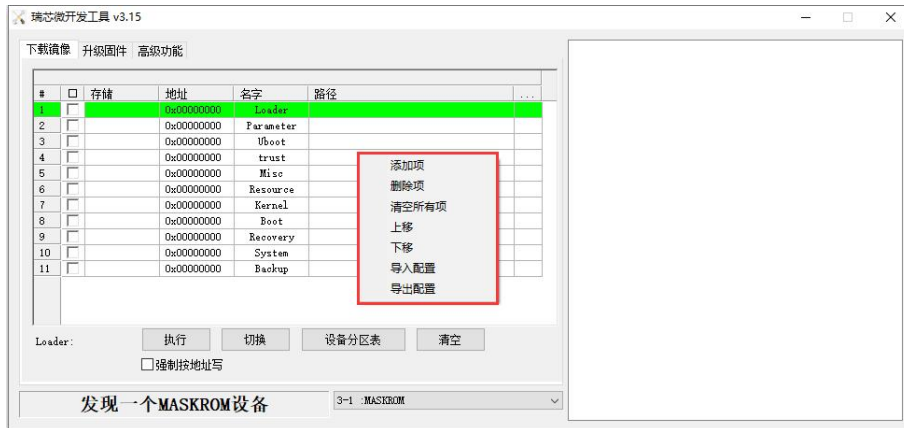 瑞芯微开发工具 v3.15
下载镜像 升级固件 高级功能
# 存储 地址 名字 路径 ...
1 0x00000000 Loader
2 0x00000000 Parameter
3 0x00000000 Uboot
4 0x00000000 trust
5 0x00000000 Misc
6 0x00000000 Resource
7 0x00000000 Kernel
8 0x00000000 Boot
9 0x00000000 Recovery
10 0x00000000 System
11 0x00000000 Backup
添加项
删除项
清空所有项
上移
下移
导入配置
导出配置
Loader: 执行 切换 设备分区表 清空
强制按地址写
发现一个MASKROM设备 3-1 :MASKROM